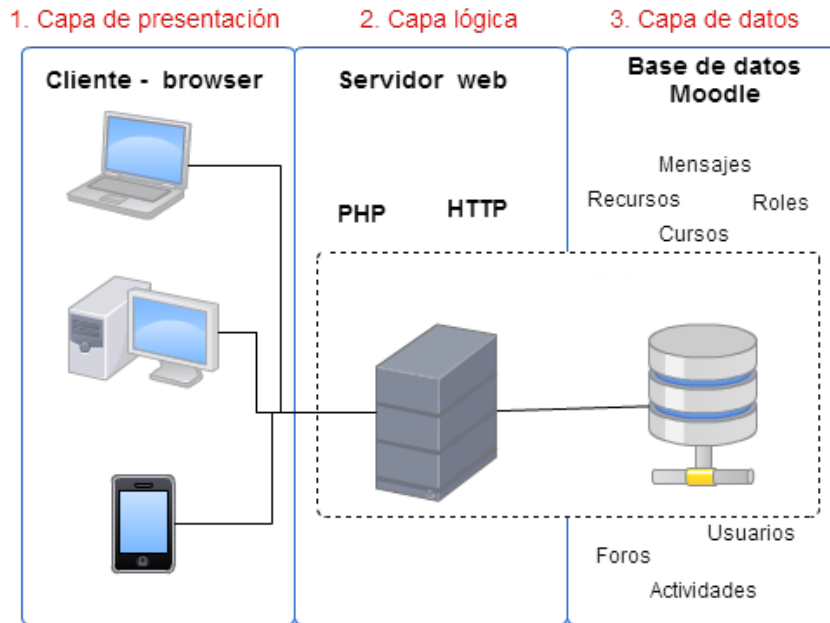 1. Capa de presentación
2. Capa lógica
3. Capa de datos
Cliente - browser
Servidor web
Base de datos
Moodle
PHP
HTTP
Mensajes
Recursos
Roles
Cursos
Usuarios
Foros
Actividades